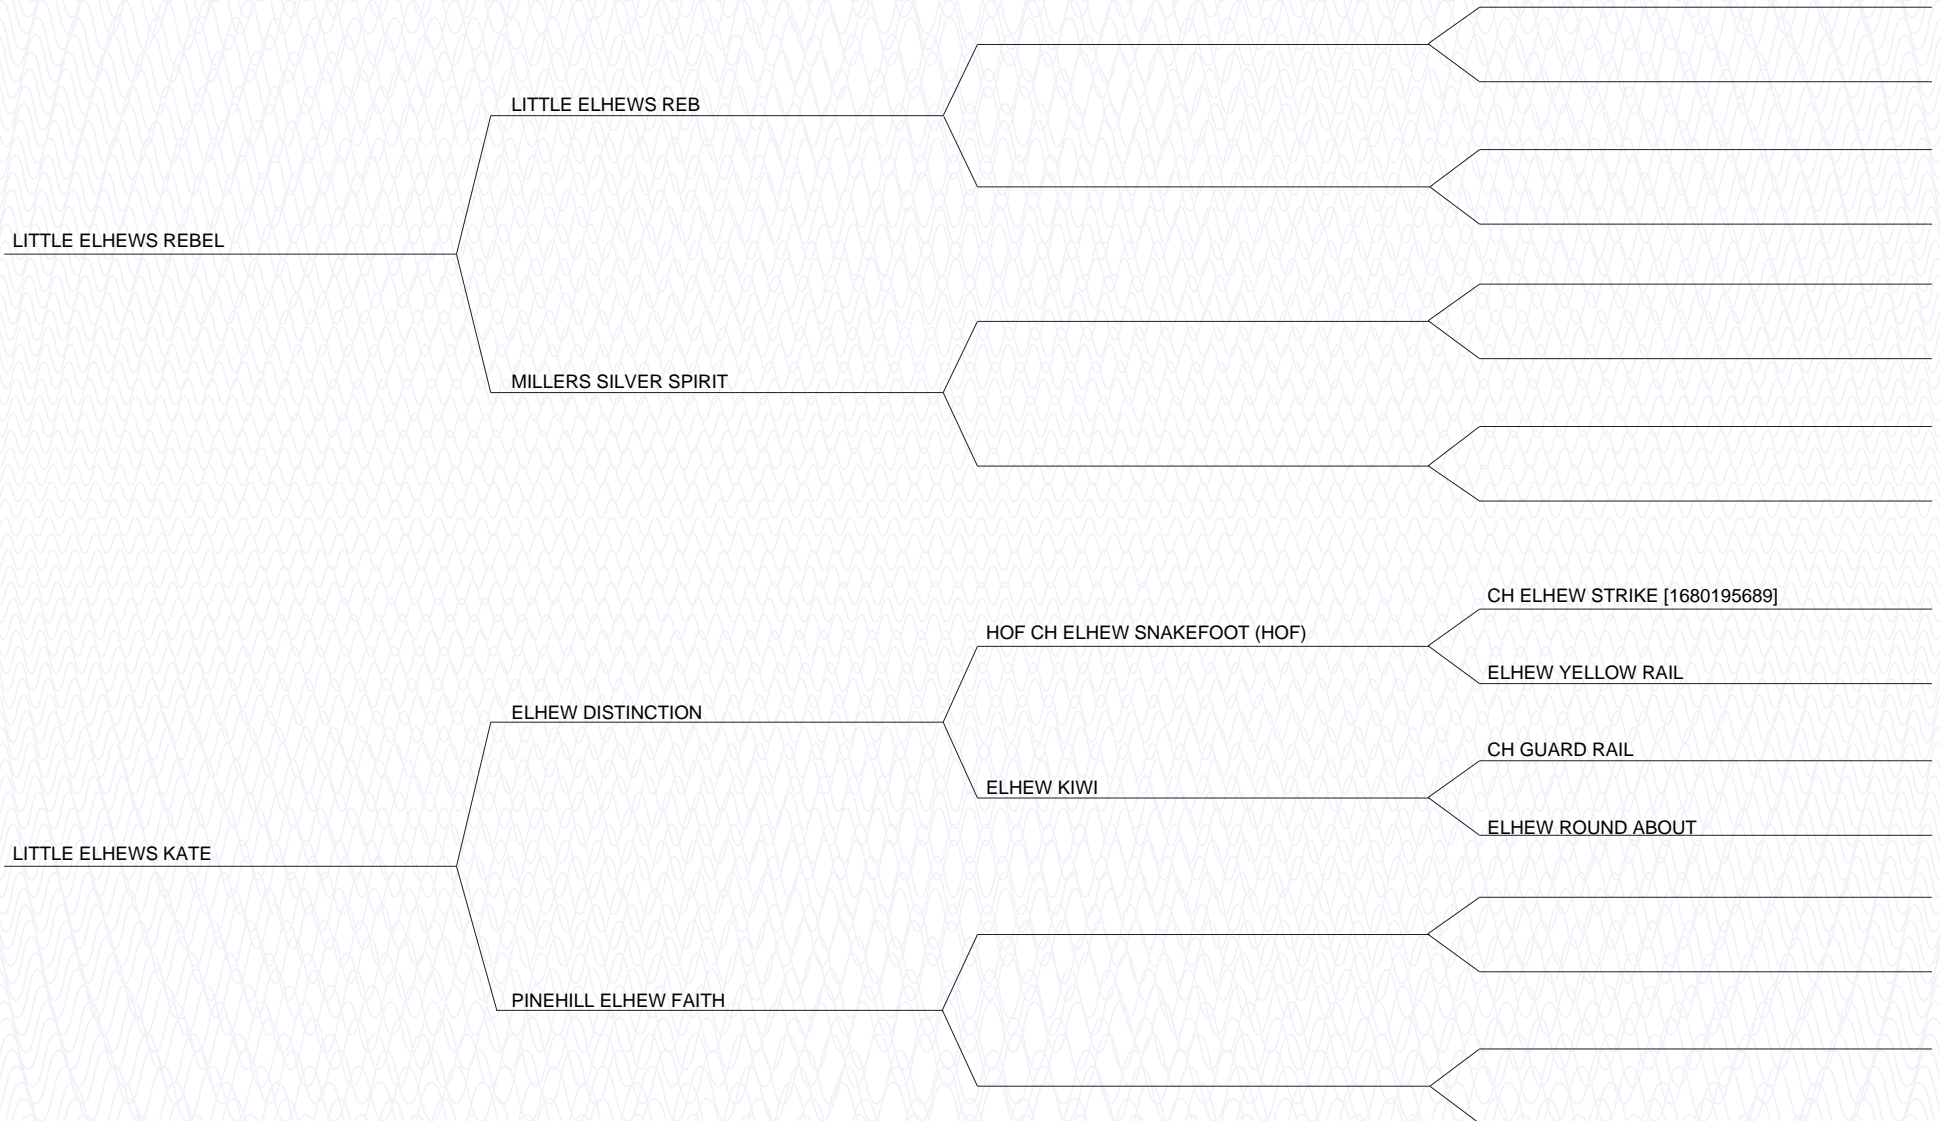 LITTLE ELHEWS REB
LITTLE ELHEWS REBEL
MILLERS SILVER SPIRIT
CH ELHEW STRIKE [1680195689]
HOF CH ELHEW SNAKEFOOT (HOF)
ELHEW YELLOW RAIL
ELHEW DISTINCTION
CH GUARD RAIL
ELHEW KIWI
ELHEW ROUND ABOUT
LITTLE ELHEWS KATE
PINEHILL ELHEW FAITH